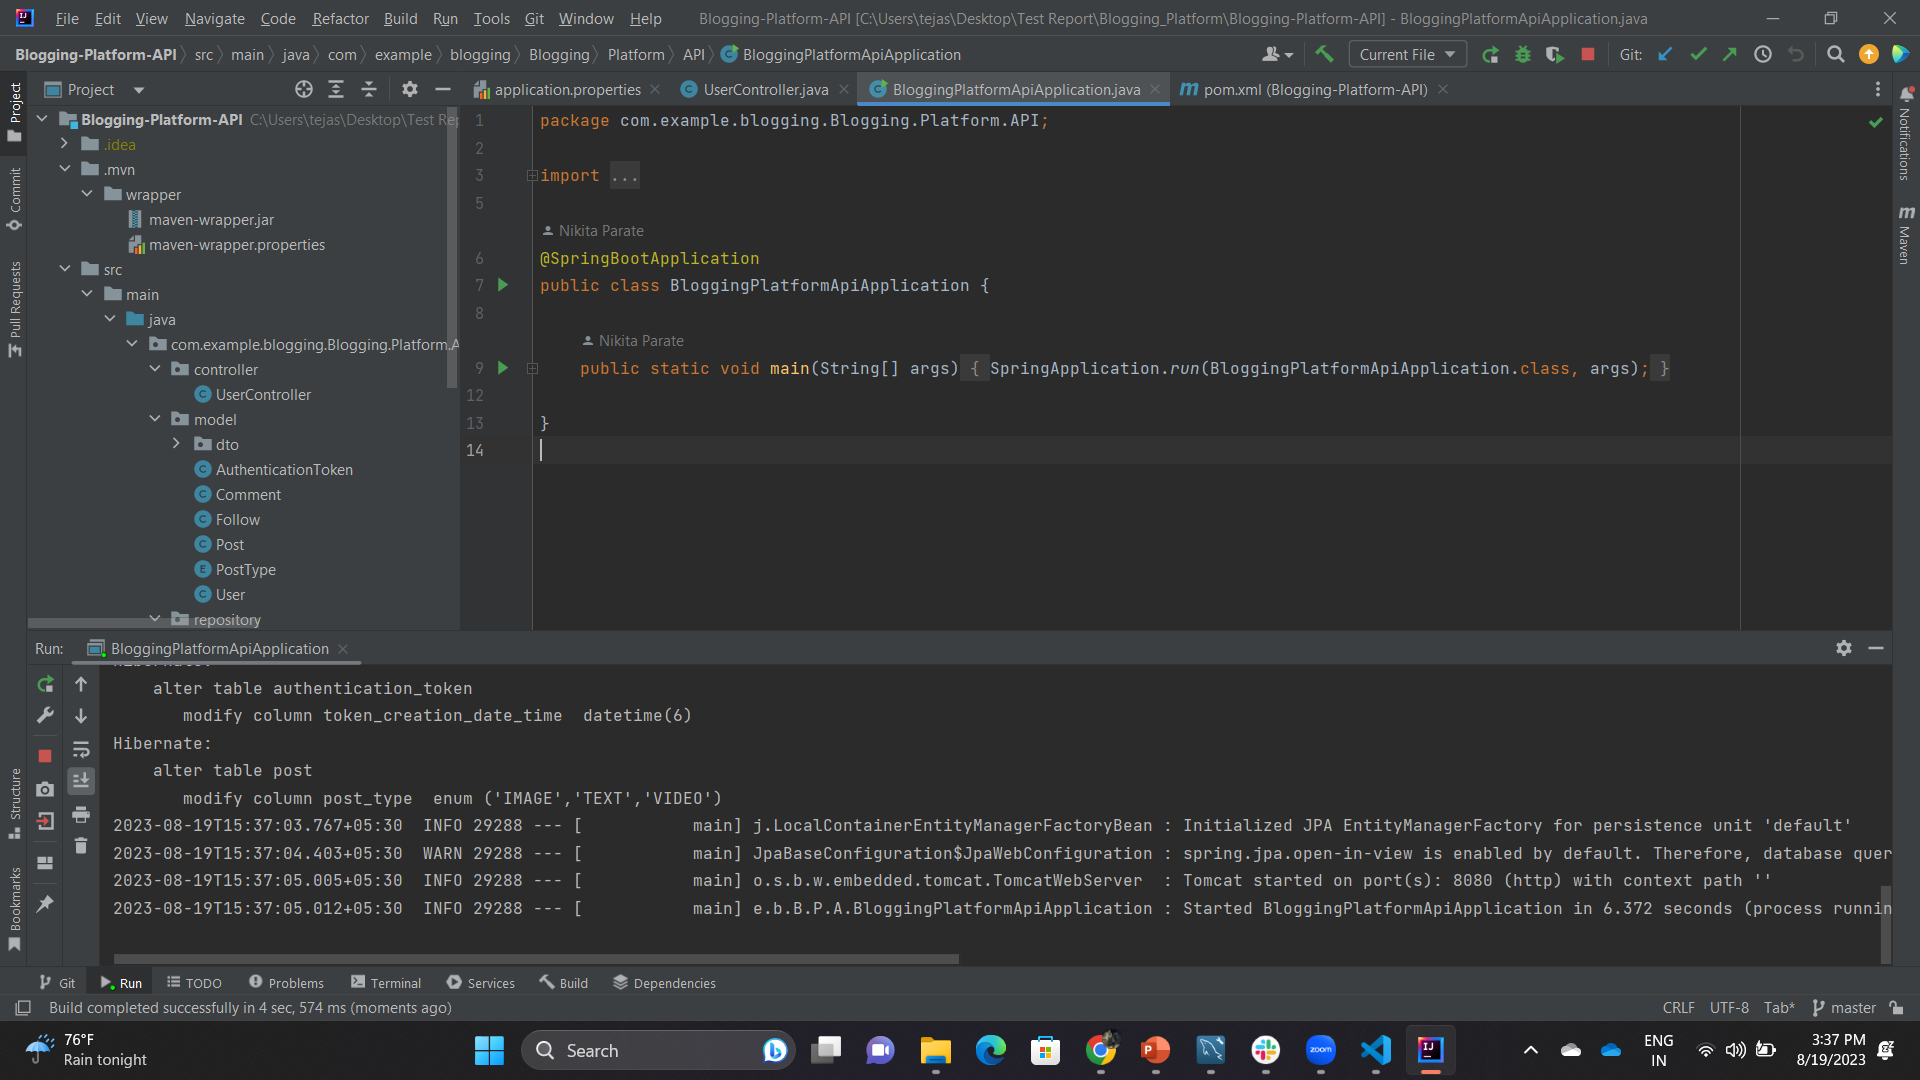 File Edit View Navigate Code Refactor Build Run Tools Git Window Help Blogging-Platform-API [C:\Users\tejas\Desktop\Test Report\Blogging_Platform\Blogging-Platform-API] - BloggingPlatformApiApplication.java
Blogging-Platform-API src main java com example blogging Blogging Platform API BloggingPlatformApiApplication Current File Git:
Project application.properties UserController.java BloggingPlatformApiApplication.java pom.xml (Blogging-Platform-API)
Blogging-Platform-API C:\Users\tejas\Desktop\Test Re
.idea
.mvn
wrapper
maven-wrapper.jar
maven-wrapper.properties
src
main
java
com.example.blogging.Blogging.Platform.A
controller
UserController
model
dto
AuthenticationToken
Comment
Follow
Post
PostType
User
repository
1 package com.example.blogging.Blogging.Platform.API;
2
3 import ...
5
Nikita Parate
6 @SpringBootApplication
7 public class BloggingPlatformApiApplication {
8
Nikita Parate
9 public static void main(String[] args) { SpringApplication.run(BloggingPlatformApiApplication.class, args); }
12
13 }
14
Project
Commit
Pull Requests
Structure
Bookmarks
Notifications
Maven
Run: BloggingPlatformApiApplication
alter table authentication_token
modify column token_creation_date_time datetime(6)
Hibernate:
alter table post
modify column post_type enum ('IMAGE','TEXT','VIDEO')
2023-08-19T15:37:03.767+05:30 INFO 29288 --- [ main] j.LocalContainerEntityManagerFactoryBean : Initialized JPA EntityManagerFactory for persistence unit 'default'
2023-08-19T15:37:04.403+05:30 WARN 29288 --- [ main] JpaBaseConfiguration$JpaWebConfiguration : spring.jpa.open-in-view is enabled by default. Therefore, database quer
2023-08-19T15:37:05.005+05:30 INFO 29288 --- [ main] o.s.b.w.embedded.tomcat.TomcatWebServer : Tomcat started on port(s): 8080 (http) with context path ''
2023-08-19T15:37:05.012+05:30 INFO 29288 --- [ main] e.b.B.P.A.BloggingPlatformApiApplication : Started BloggingPlatformApiApplication in 6.372 seconds (process runnin
Git Run TODO Problems Terminal Services Build Dependencies
Build completed successfully in 4 sec, 574 ms (moments ago) CRLF UTF-8 Tab* master
76°F
Rain tonight
Search
zoom
ENG
IN
3:37 PM
8/19/2023